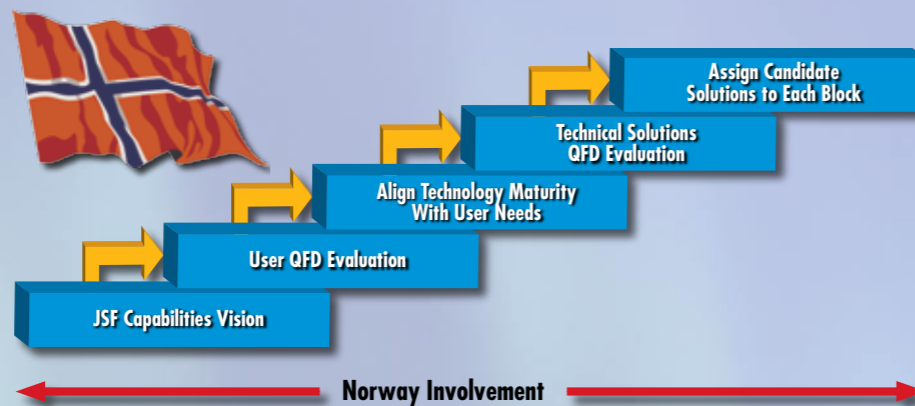 Assign Candidate
Solutions to Each Block
Technical Solutions
QFD Evaluation
Align Technology Maturity
With User Needs
User QFD Evaluation
JSF Capabilities Vision
Norway Involvement